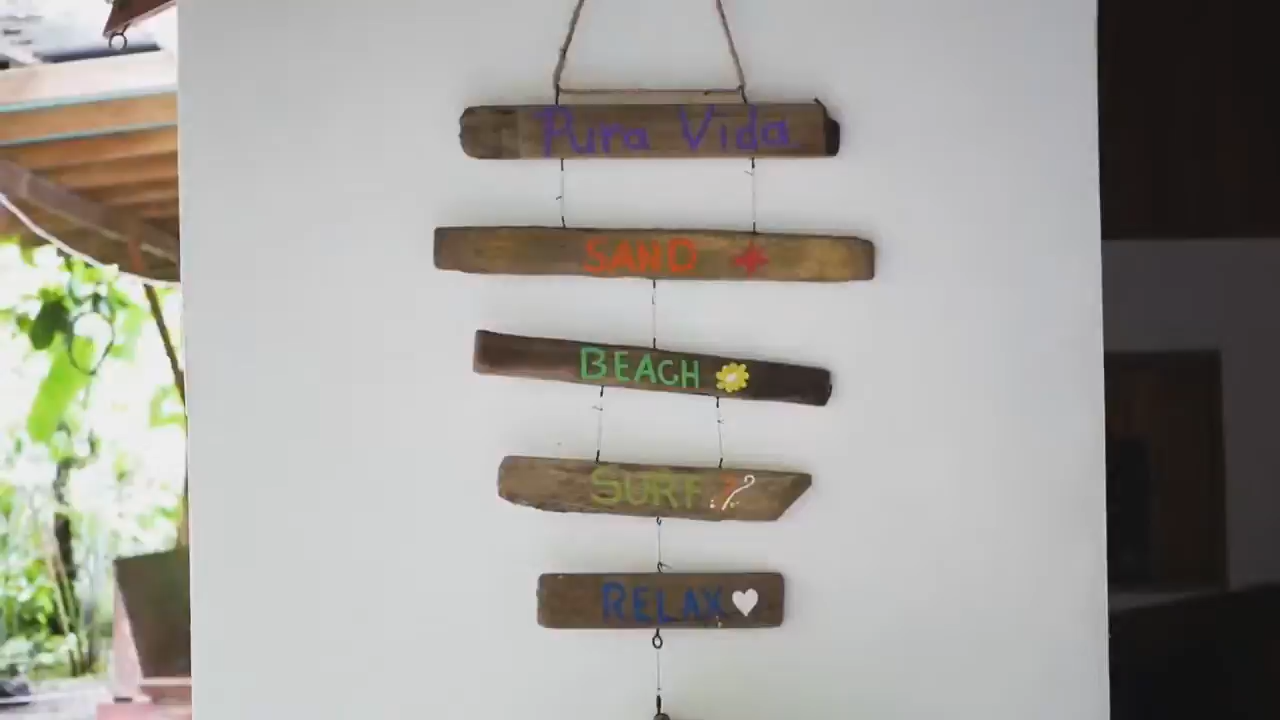 Pura Vida
SAND
BEACH
SURF
RELAX